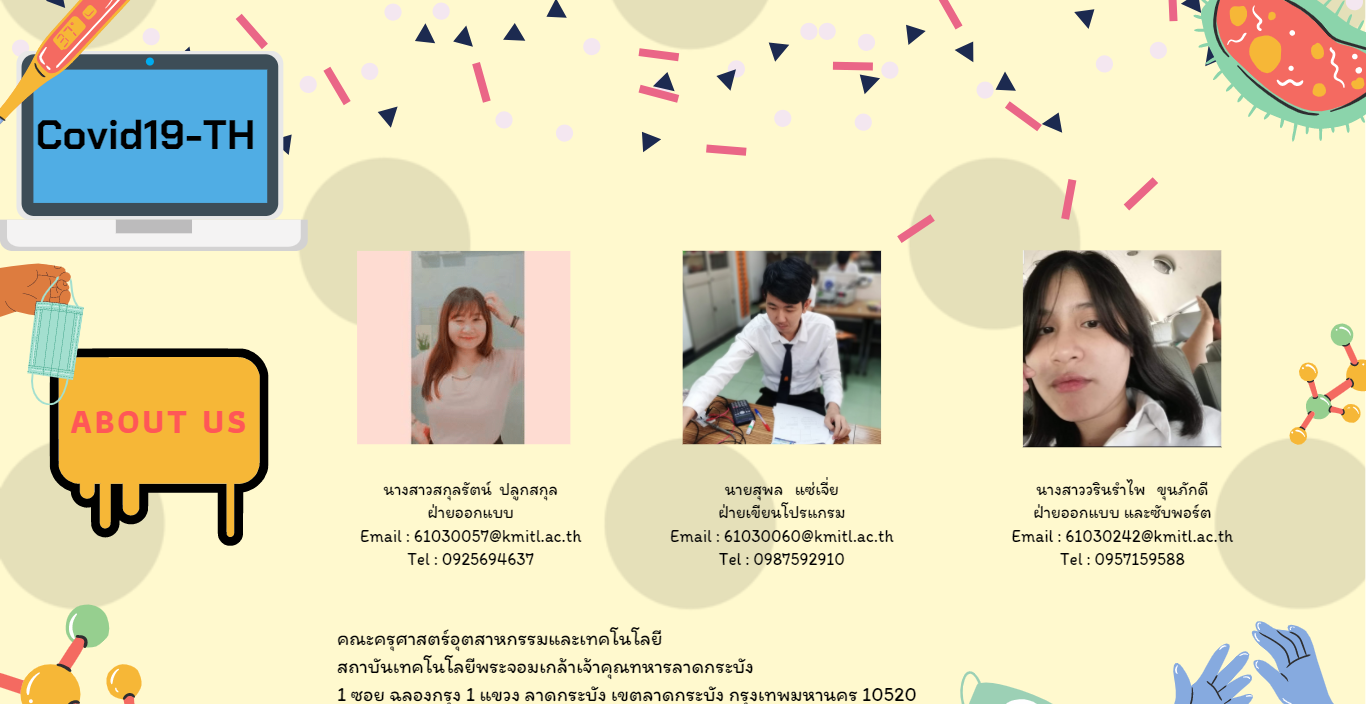 Covid19-TH
ABOUT US
นางสาวสกุลรัตน์ ปลูกสกุล
ฝ่ายออกแบบ
Email : 61030057@kmitl.ac.th
Tel : 0925694637
นายสุพล แซ่เจี่ย
ฝ่ายเขียนโปรแกรม
Email : 61030060@kmitl.ac.th
Tel : 0987592910
นางสาววรินรำไพ ขุนภักดี
ฝ่ายออกแบบ และซับพอร์ต
Email : 61030242@kmitl.ac.th
Tel : 0957159588
คณะครุศาสตร์อุตสาหกรรมและเทคโนโลยี
สถาบันเทคโนโลยีพระจอมเกล้าเจ้าคุณทหารลาดกระบัง
1 ซอย ฉลองกรุง 1 แขวง ลาดกระบัง เขตลาดกระบัง กรุงเทพมหานคร 10520